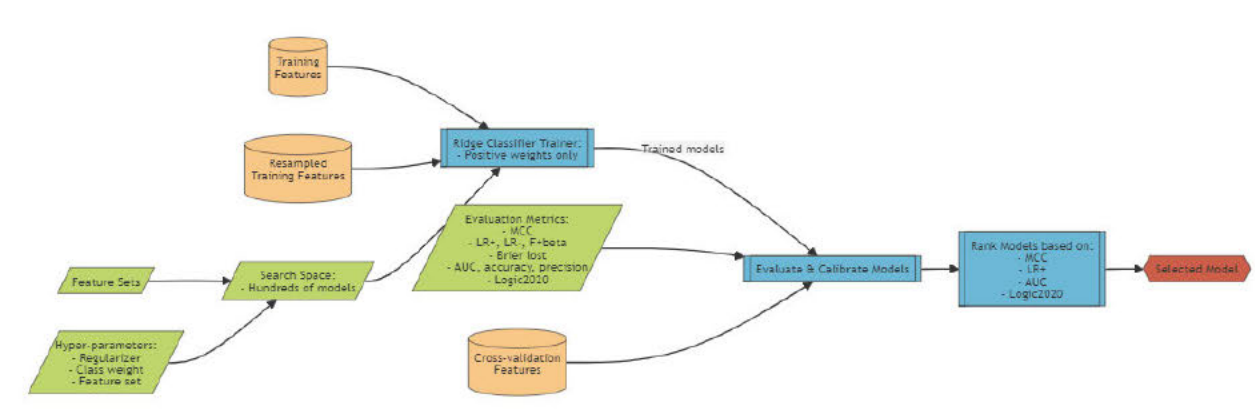 Training
Features
Resampled
Training Features
Ridge Classifier Trainer:
- Positive weights only
Trained models
Evaluation Metrics:
- MCC
- LR+, LR-, F+beta
- Brier lost
- AUC, accuracy, precision
- Logic2020
Feature Sets
Search Space:
- Hundreds of models
Hyper-parameters:
- Regularizer
- Class weight
- Feature set
Cross-validation
Features
Evaluate & Calibrate Models
Rank Models based on:
- MCC
- LR+
- AUC
- Logic2020
Selected Model